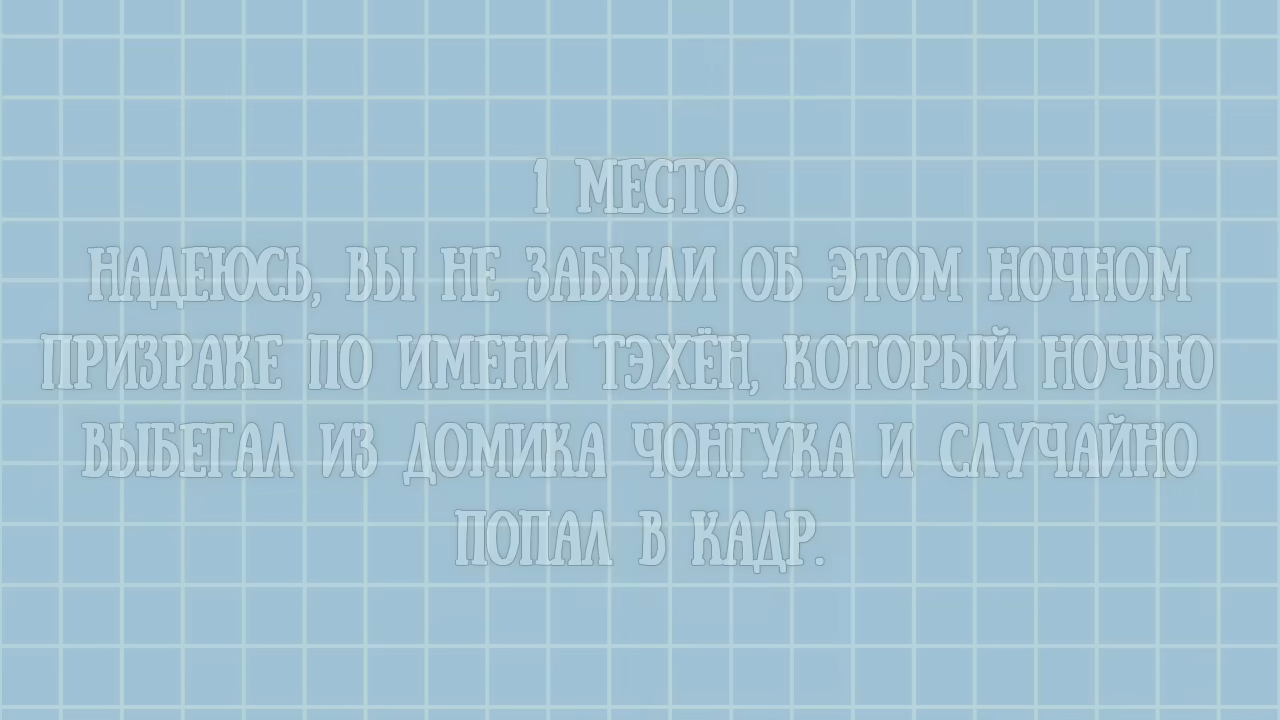 1 МЕСТО.
НАДЕЮСЬ, ВЫ НЕ ЗАБЫЛИ ОБ ЭТОМ НОЧНОМ
ПРИЗРАКЕ ПО ИМЕНИ ТЭХЁН, КОТОРЫЙ НОЧЬЮ
ВЫБЕГАЛ ИЗ ДОМИКА ЧОНГУКА И СЛУЧАЙНО
ПОПАЛ В КАДР.